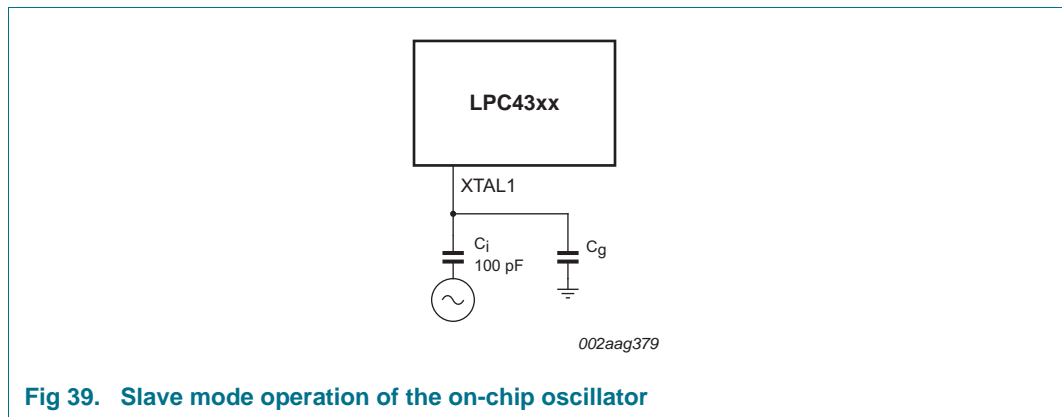 LPC43xx
XTAL1
Ci
100 pF
Cg
002aag379
Fig 39. Slave mode operation of the on-chip oscillator